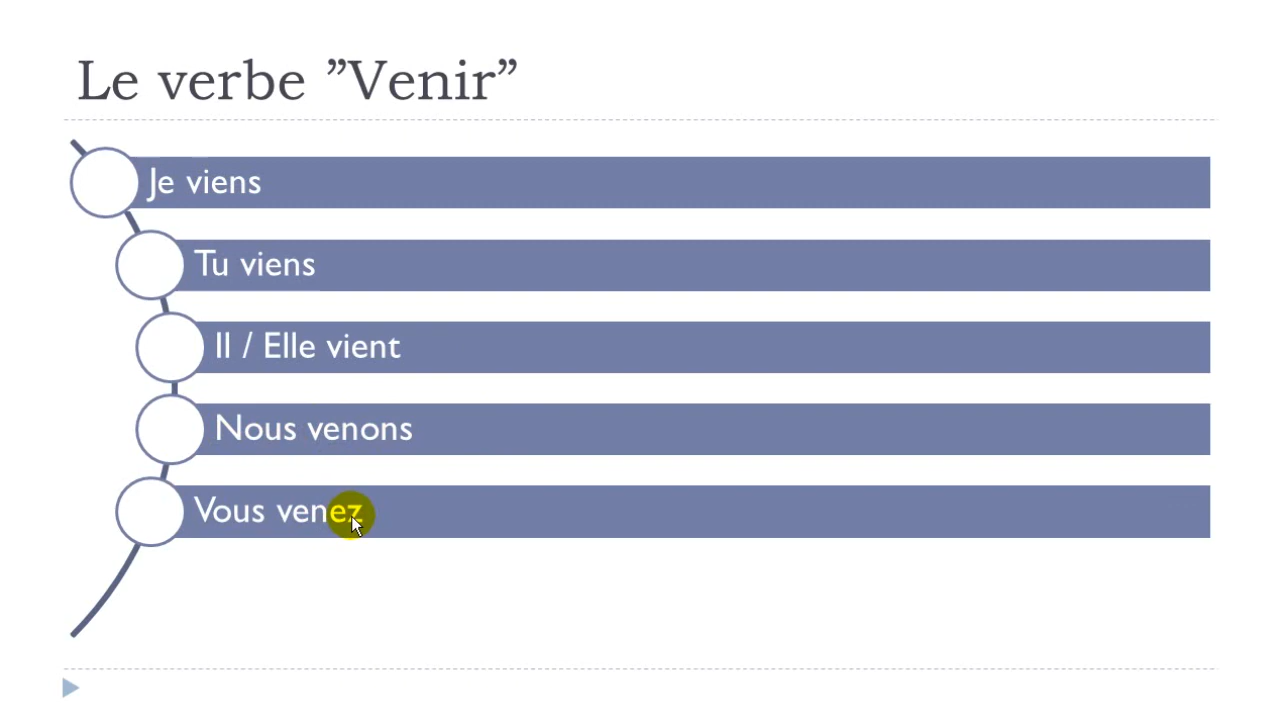 Le verbe ”Venir”
Je viens
Tu viens
Il / Elle vient
Nous venons
Vous venez